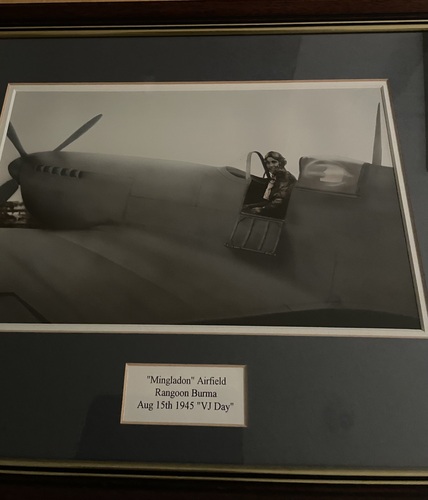 "Mingladon" Airfield
Rangoon Burma
Aug 15th 1945 "VJ Day"